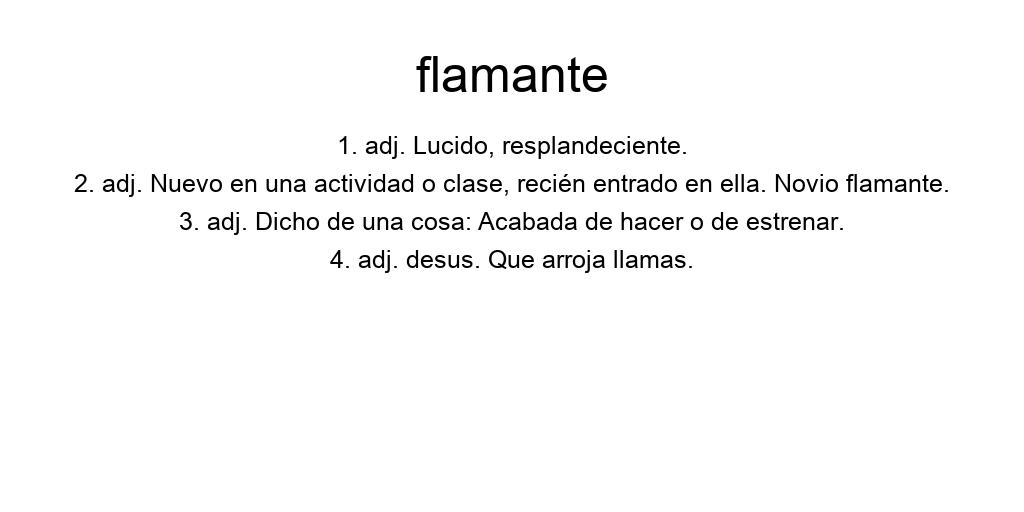 flamante
1. adj. Lucido, resplandeciente.
2. adj. Nuevo en una actividad o clase, recién entrado en ella. Novio flamante.
3. adj. Dicho de una cosa: Acabada de hacer o de estrenar.
4. adj. desus. Que arroja llamas.